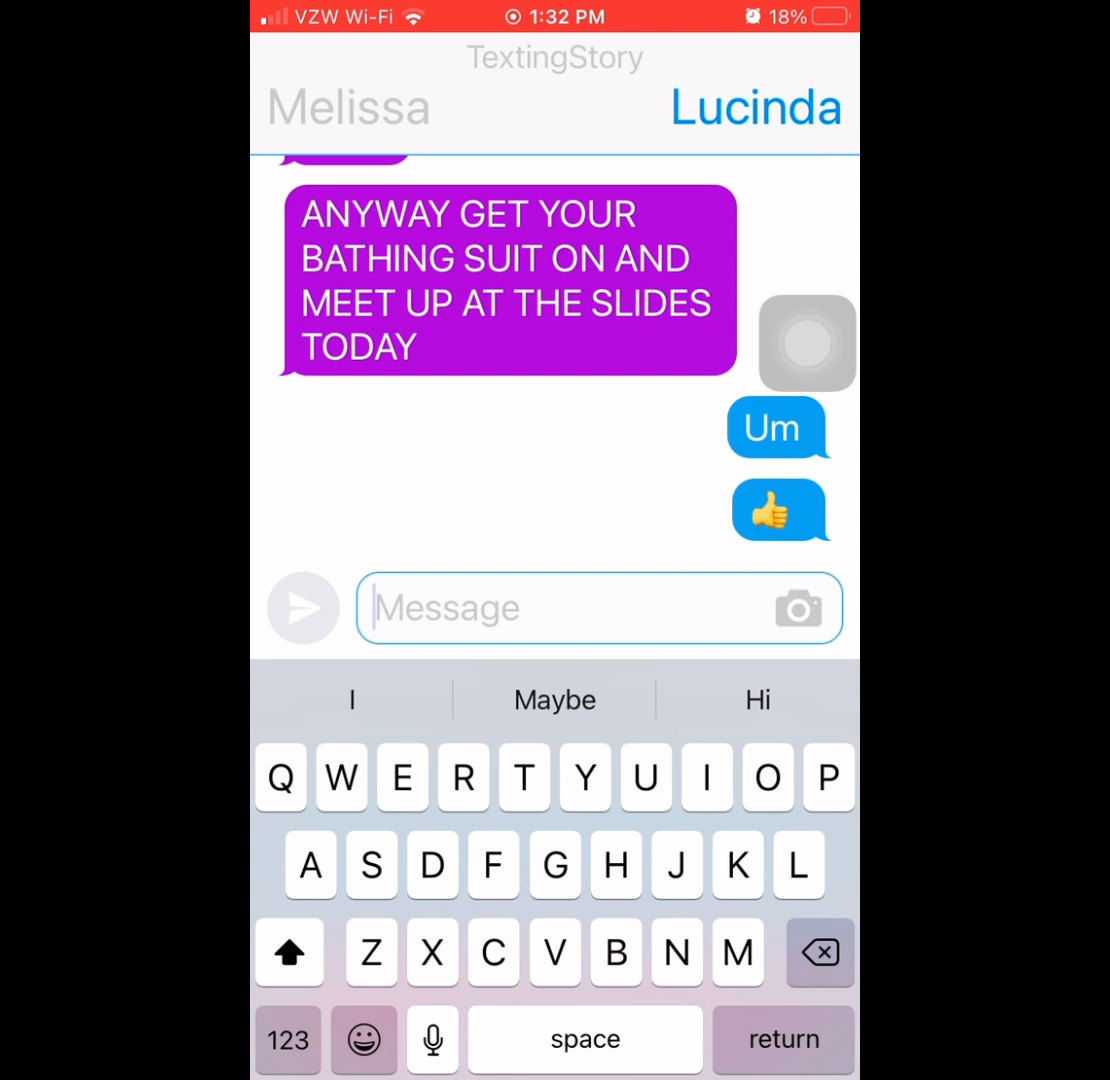 VZW Wi-Fi 1:32 PM 18%
TextingStory
Melissa Lucinda
ANYWAY GET YOUR
BATHING SUIT ON AND
MEET UP AT THE SLIDES
TODAY
Um
👍
Message
I Maybe Hi
Q W E R T Y U I O P
A S D F G H J K L
Z X C V B N M
123 space return